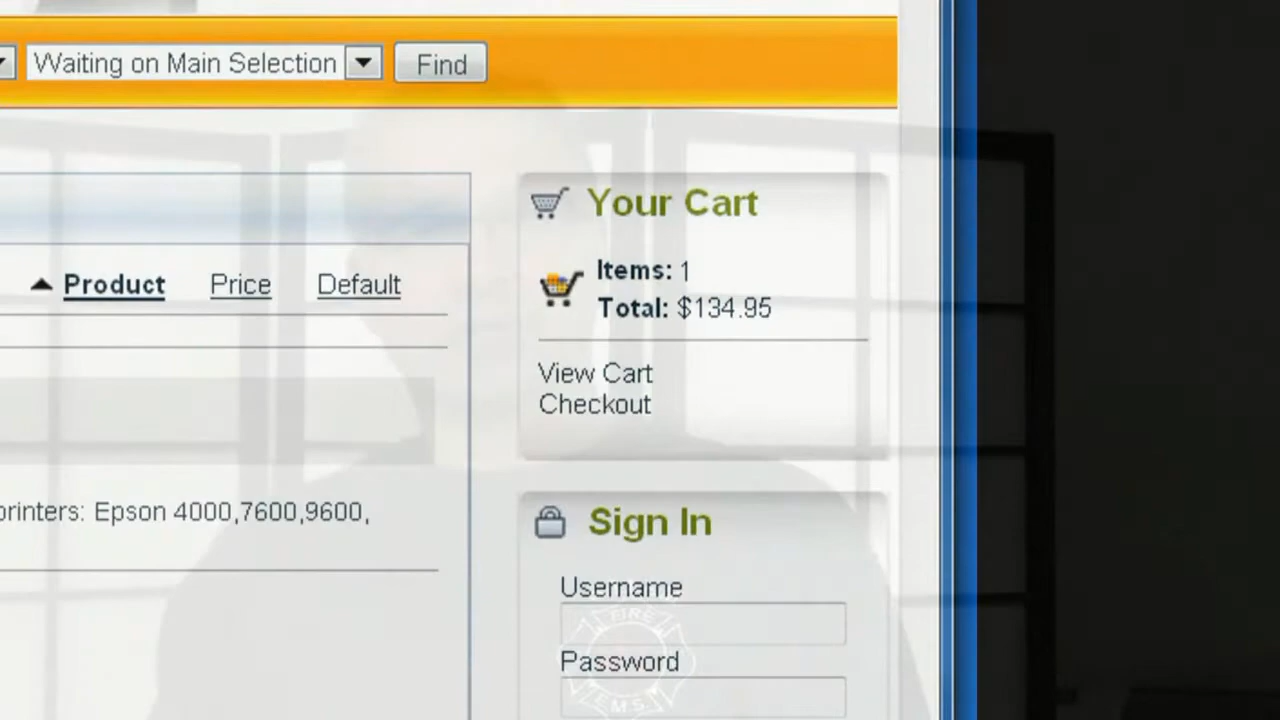 Waiting on Main Selection
Find
Your Cart
Items: 1
Total: $134.95
Product Price Default
View Cart
Checkout
printers: Epson 4000,7600,9600,
Sign In
Username
FIRE
Password
E.M.S.